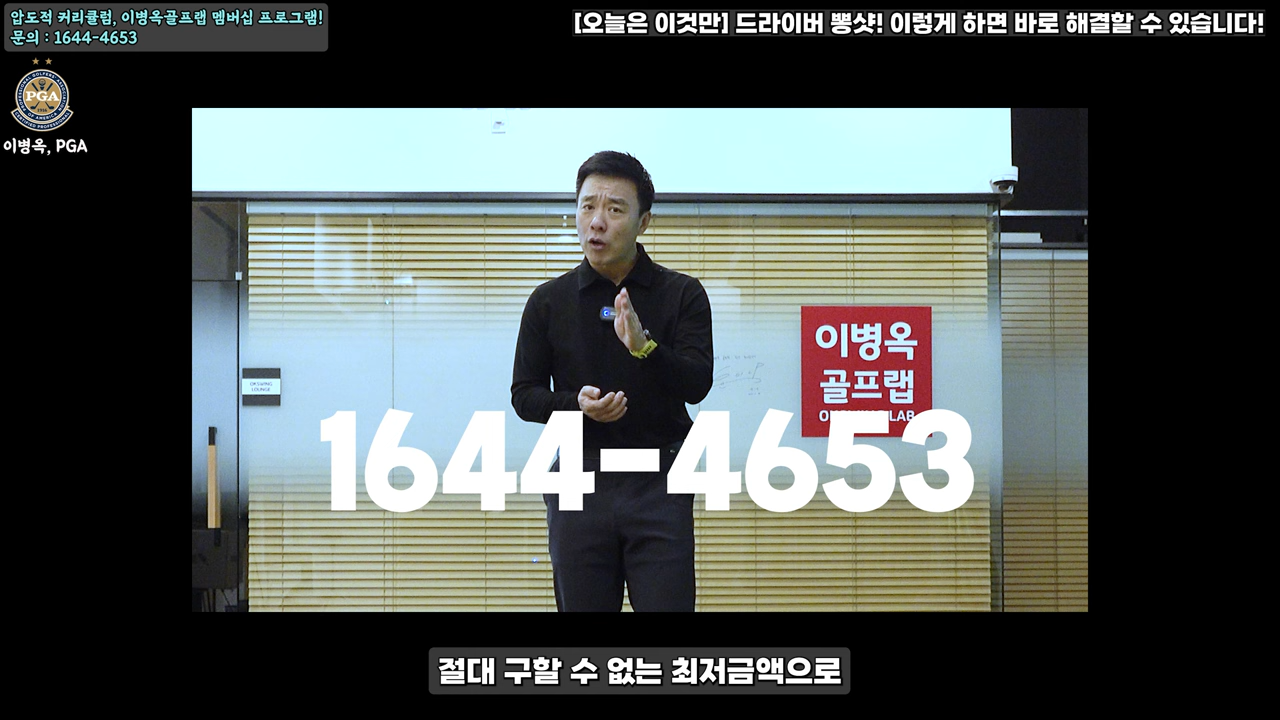 압도적 커리큘럼, 이병옥골프랩 멤버십 프로그램!
문의 : 1644-4653
[오늘은 이것만] 드라이버 뽕샷! 이렇게 하면 바로 해결할 수 있습니다!
PGA
이병옥, PGA
이병옥
골프랩
LAB
OKSWING
LOUNGE
1644-4653
절대 구할 수 없는 최저금액으로